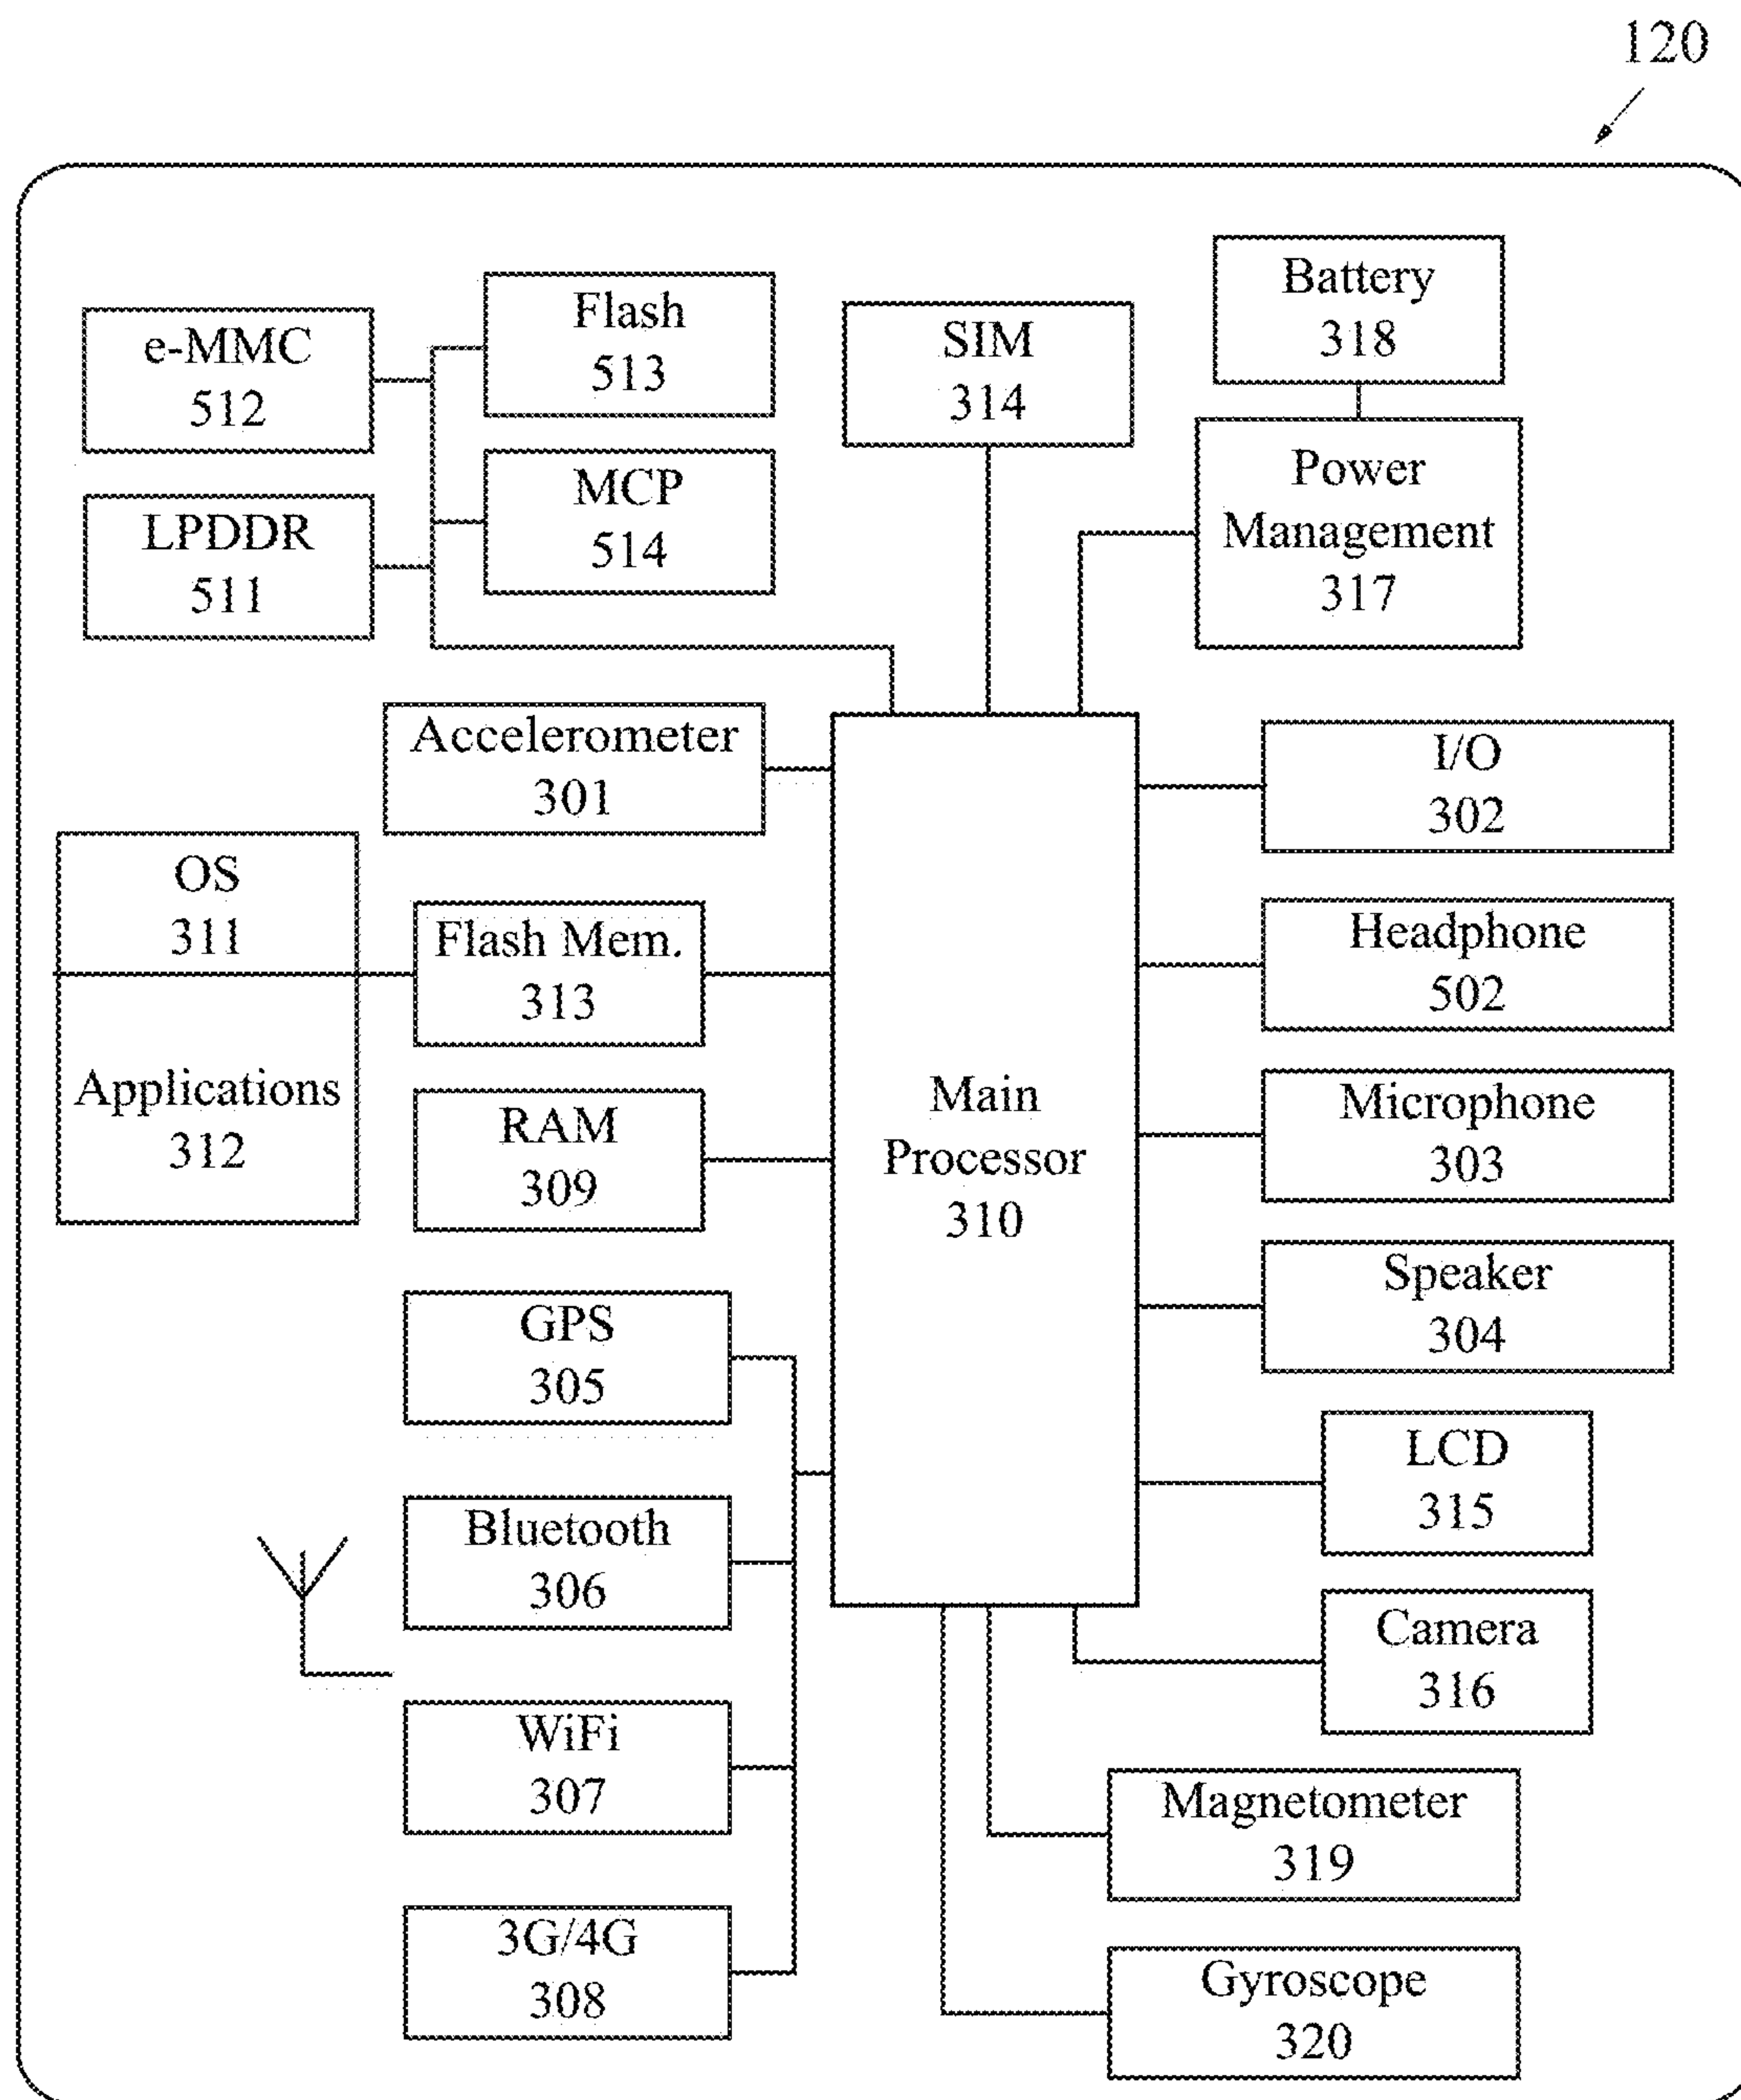 120
Battery
318
Flash
513
e-MMC
512
SIM
314
Power
Management
317
MCP
514
LPDDR
511
Accelerometer
301
I/O
302
OS
311
Flash Mem.
313
Headphone
502
Applications
312
RAM
309
Main
Processor
310
Microphone
303
Speaker
304
GPS
305
LCD
315
Bluetooth
306
Camera
316
WiFi
307
Magnetometer
319
3G/4G
308
Gyroscope
320